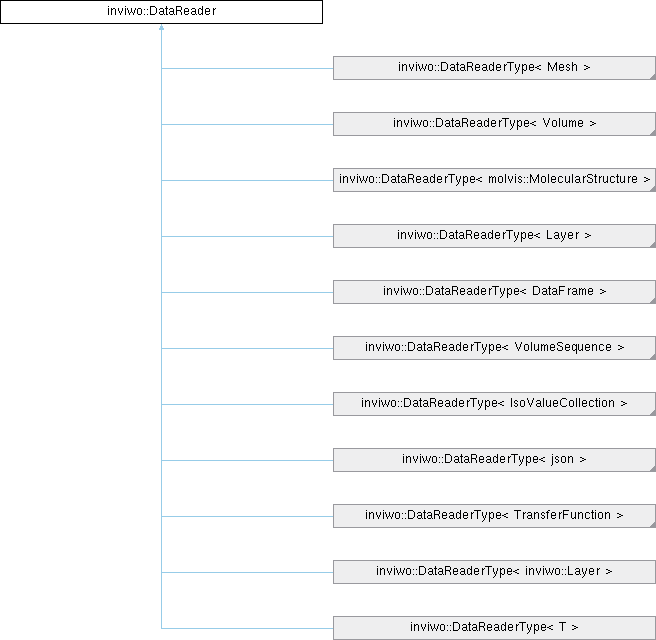 inviwo::DataReader
inviwo::DataReaderType< Mesh >
inviwo::DataReaderType< Volume >
inviwo::DataReaderType< molvis::MolecularStructure >
inviwo::DataReaderType< Layer >
inviwo::DataReaderType< DataFrame >
inviwo::DataReaderType< VolumeSequence >
inviwo::DataReaderType< IsoValueCollection >
inviwo::DataReaderType< json >
inviwo::DataReaderType< TransferFunction >
inviwo::DataReaderType< inviwo::Layer >
inviwo::DataReaderType< T >